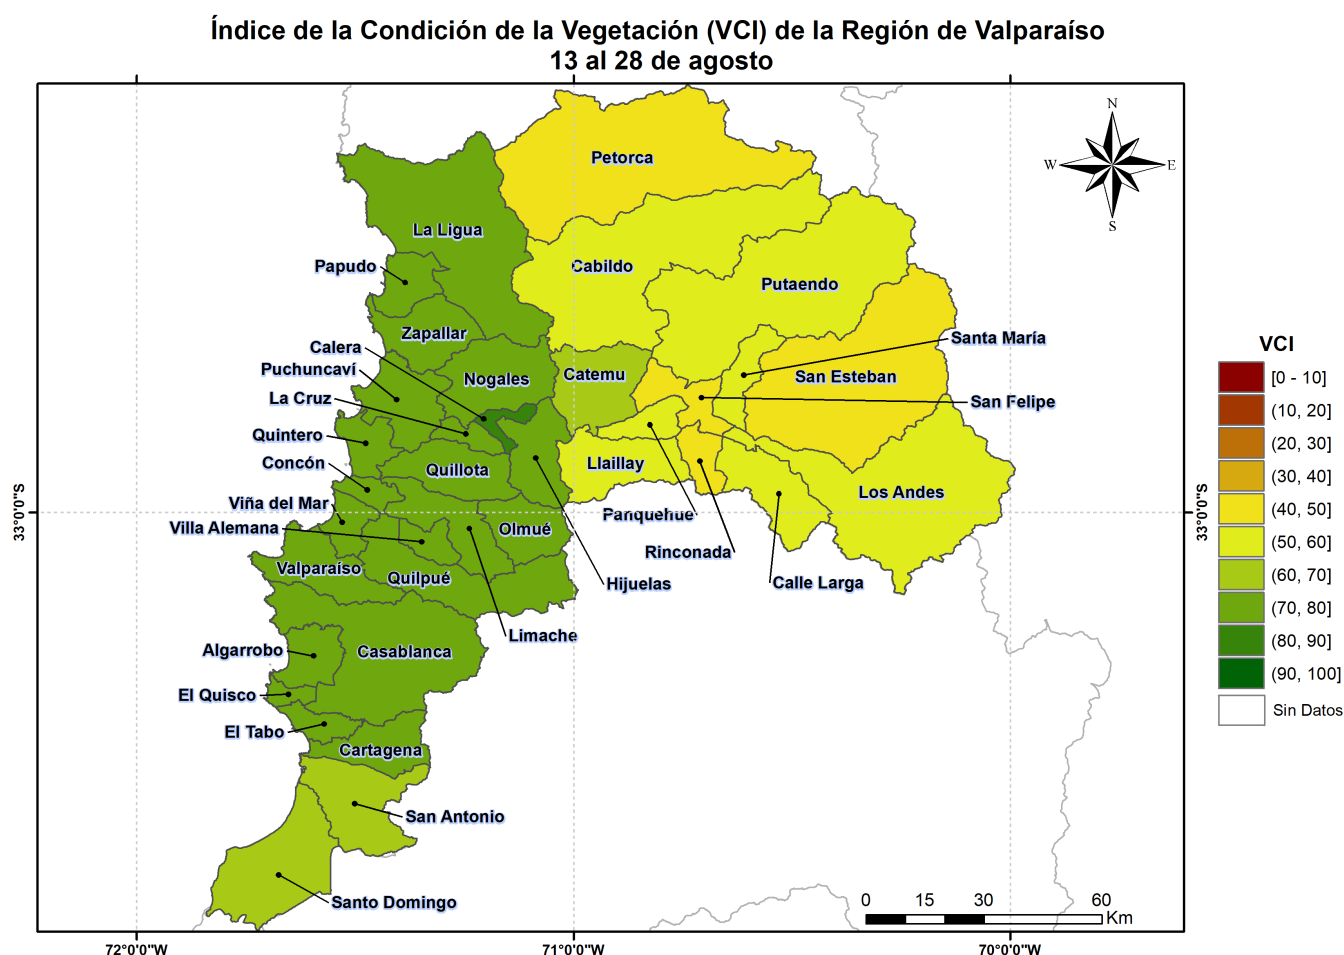 Índice de la Condición de la Vegetación (VCI) de la Región de Valparaíso
13 al 28 de agosto
N
W
E
S
Petorca
La Ligua
Papudo
Cabildo
Putaendo
Zapallar
Calera
Santa María
Puchuncaví
Nogales
Catemu
San Esteban
La Cruz
San Felipe
Quintero
Concón
Quillota
Llaillay
Los Andes
Viña del Mar
Panquehue
Villa Alemana
Olmué
Rinconada
Valparaíso
Quilpué
Hijuelas
Calle Larga
Limache
Algarrobo
Casablanca
El Quisco
El Tabo
Cartagena
San Antonio
Santo Domingo
VCI
[0 - 10]
(10, 20]
(20, 30]
(30, 40]
(40, 50]
(50, 60]
(60, 70]
(70, 80]
(80, 90]
(90, 100]
Sin Datos
33°0'0"S
33°0'0"S
0 15 30 60
Km
72°0'0"W
71°0'0"W
70°0'0"W